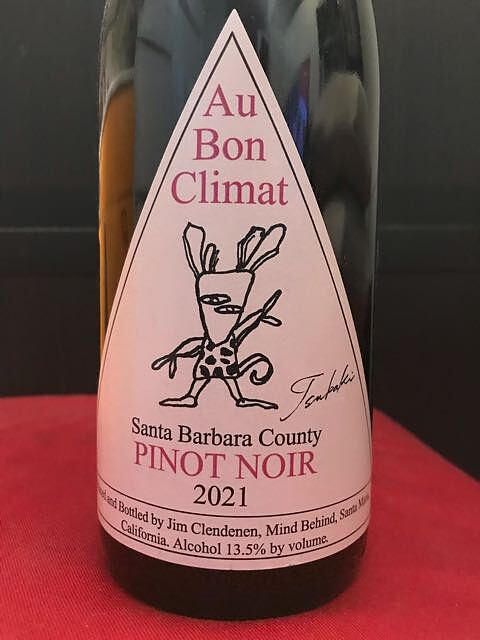 Au
Bon
Climat
Tsubaki
Santa Barbara County
PINOT NOIR
2021
and Bottled by Jim Clendenen, Mind Behind, Santa
California. Alcohol 13.5% by volume.